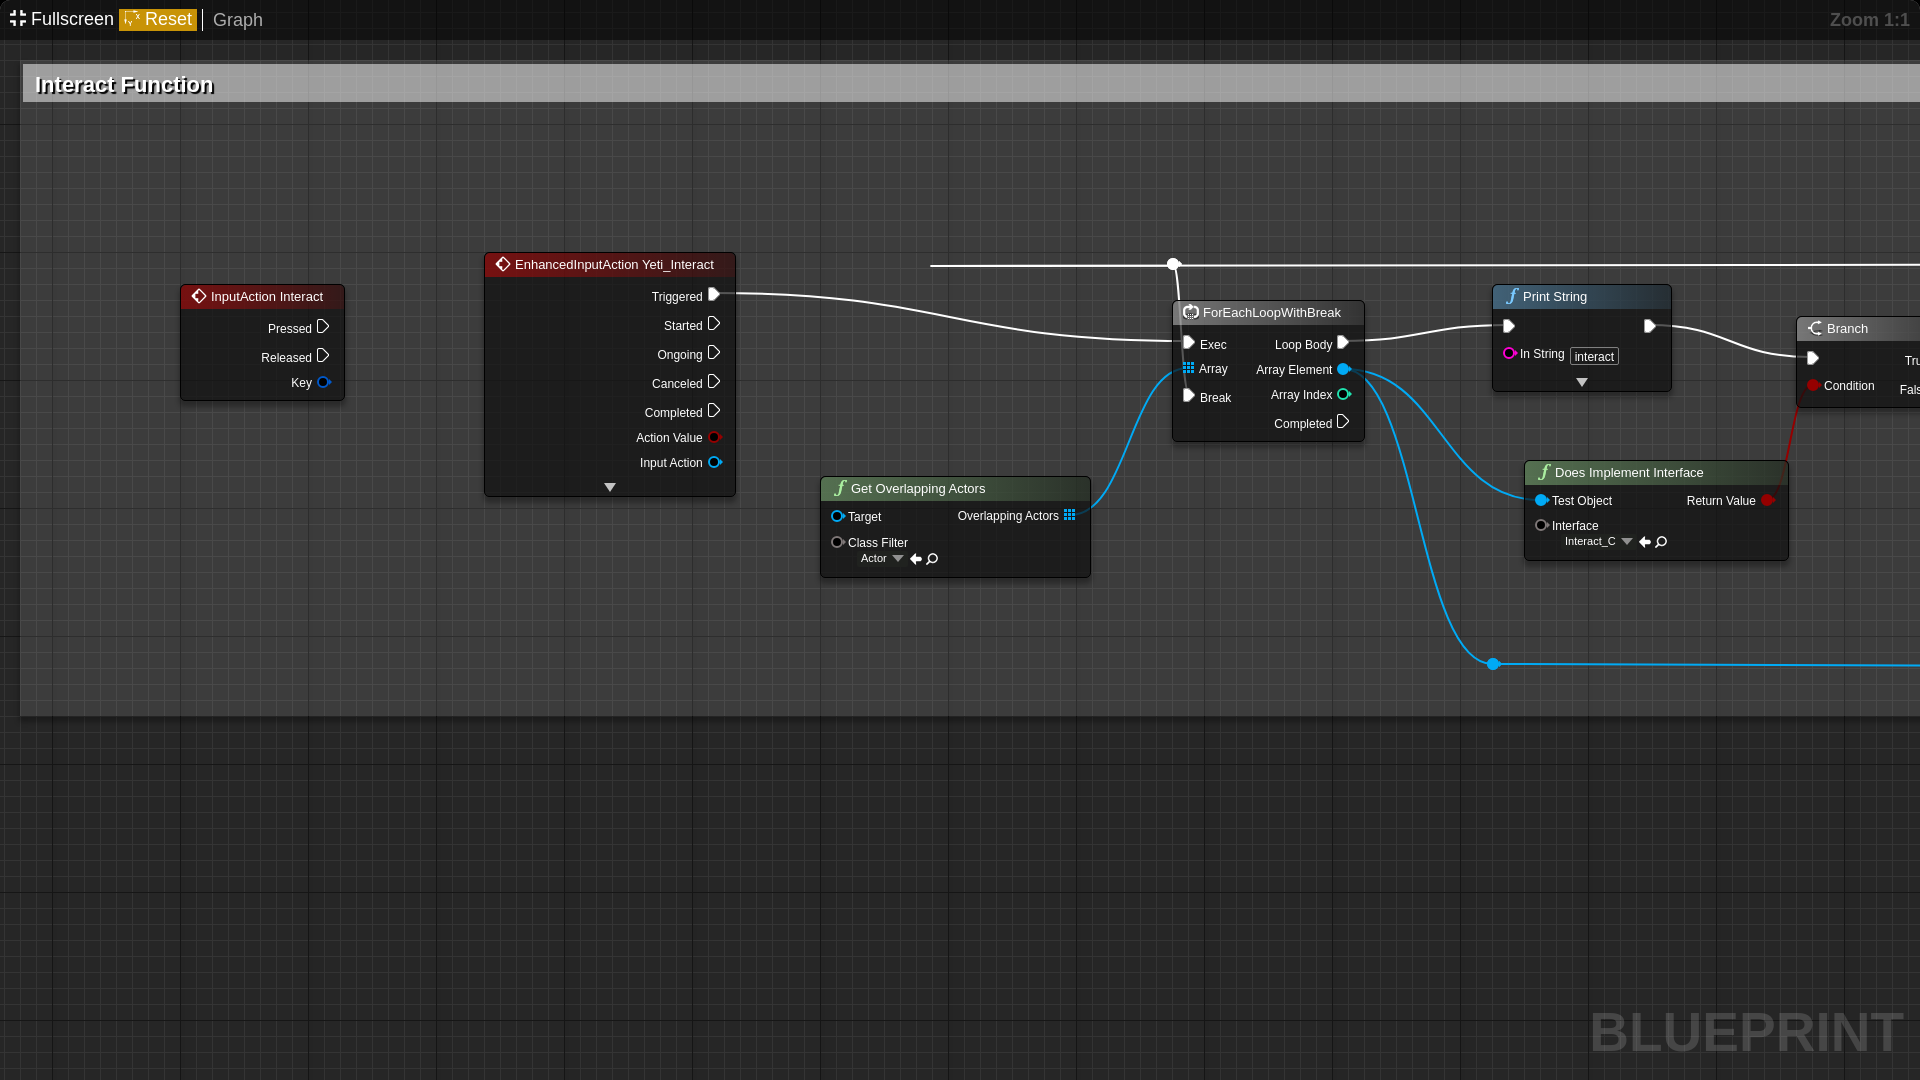 Fullscreen Reset Graph Zoom 1:1
Interact Function
InputAction Interact
Pressed
Released
Key
EnhancedInputAction Yeti_Interact
Triggered
Started
Ongoing
Canceled
Completed
Action Value
Input Action
Get Overlapping Actors
Target Overlapping Actors
Class Filter
Actor
ForEachLoopWithBreak
Exec Loop Body
Array Array Element
Array Index
Break
Completed
Print String
In String interact
Branch
Tru
Condition Fals
Does Implement Interface
Test Object Return Value
Interface
Interact_C
BLUEPRINT